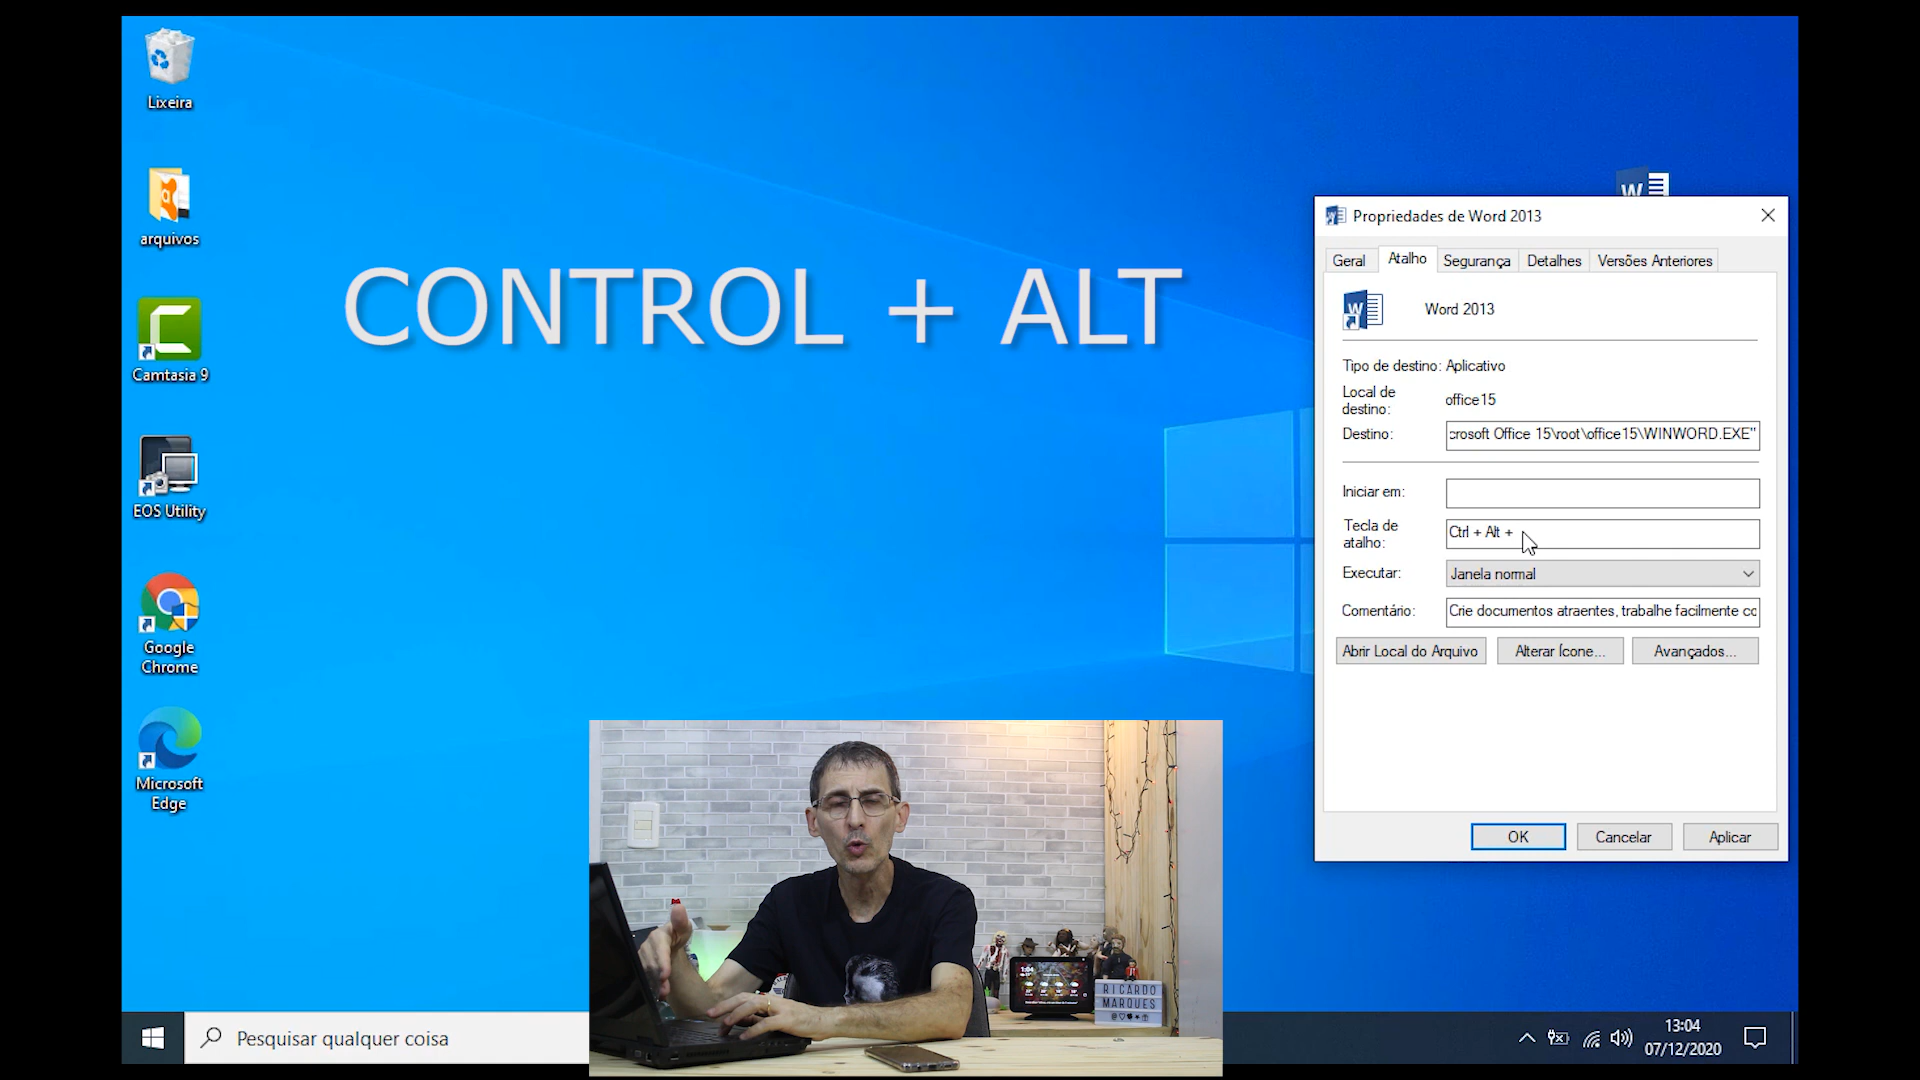 Lixeira
arquivos
Camtasia 9
EOS Utility
Google
Chrome
Microsoft
Edge
CONTROL + ALT
Propriedades de Word 2013
Geral
Atalho
Segurança
Detalhes
Versões Anteriores
Word 2013
Tipo de destino: Aplicativo
Local de
destino:
office15
Destino:
crosoft Office 15\root\office15\WINWORD.EXE"
Iniciar em:
Tecla de
atalho:
Ctrl + Alt +
Executar:
Janela normal
Comentário:
Crie documentos atraentes, trabalhe facilmente co
Abrir Local do Arquivo
Alterar Ícone...
Avançados...
OK
Cancelar
Aplicar
1:04
RICARDO
MARQUES
Pesquisar qualquer coisa
13:04
07/12/2020